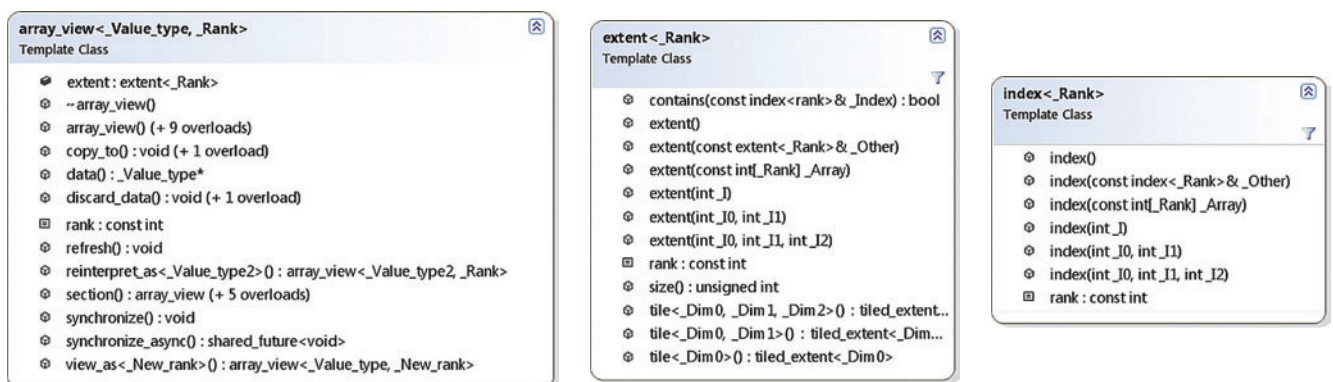 array_view<_Value_type, _Rank>
Template Class
extent : extent<_Rank>
~array_view()
array_view() (+ 9 overloads)
copy_to() : void (+ 1 overload)
data() : _Value_type*
discard_data() : void (+ 1 overload)
rank : const int
refresh() : void
reinterpret_as<_Value_type2>() : array_view<_Value_type2, _Rank>
section() : array_view (+ 5 overloads)
synchronize() : void
synchronize_async() : shared_future<void>
view_as<_New_rank>() : array_view<_Value_type, _New_rank>
extent<_Rank>
Template Class
contains(const index<rank>& _Index) : bool
extent()
extent(const extent<_Rank>& _Other)
extent(const int[_Rank] _Array)
extent(int _I)
extent(int _I0, int _I1)
extent(int _I0, int _I1, int _I2)
rank : const int
size() : unsigned int
tile<_Dim0, _Dim1, _Dim2>() : tiled_extent...
tile<_Dim0, _Dim1>() : tiled_extent<_Dim...
tile<_Dim0>() : tiled_extent<_Dim0>
index<_Rank>
Template Class
index()
index(const index<_Rank>& _Other)
index(const int[_Rank] _Array)
index(int _I)
index(int _I0, int _I1)
index(int _I0, int _I1, int _I2)
rank : const int